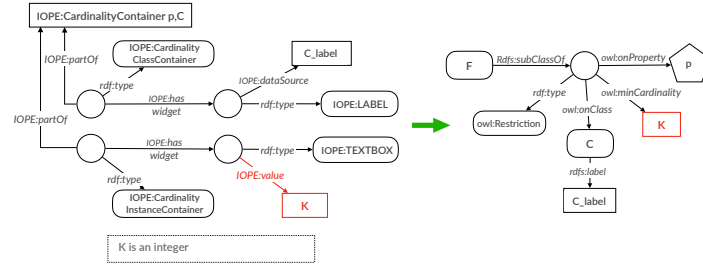 IOPE:CardinalityContainer p,C
IOPE:partOf
IOPE:Cardinality
ClassContainer
rdf:type
C_label
IOPE:dataSource
IOPE:has
widget
rdf:type
IOPE:LABEL
IOPE:partOf
IOPE:has
widget
rdf:type
IOPE:TEXTBOX
rdf:type
IOPE:value
IOPE:Cardinality
InstanceContainer
K
K is an integer
F
Rdfs:subClassOf
owl:onProperty
p
rdf:type
owl:minCardinality
owl:onClass
owl:Restriction
K
C
rdfs:label
C_label